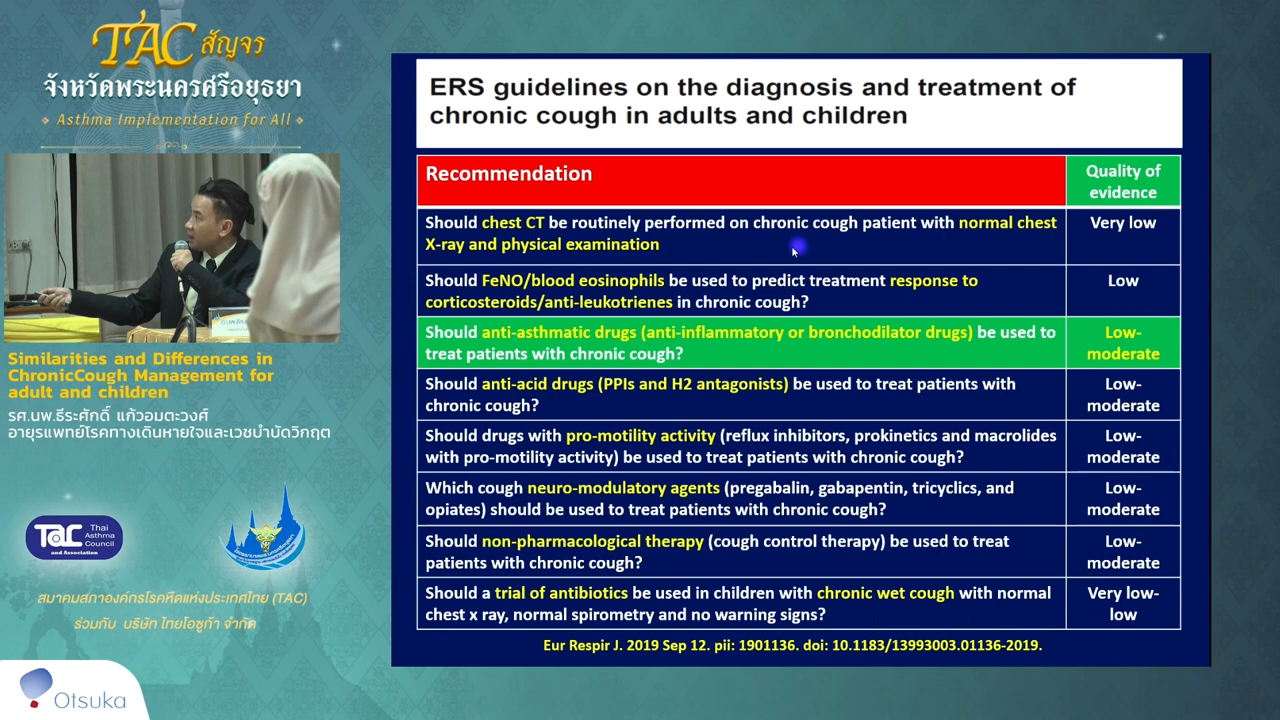 TAC สัญจร
จังหวัดพระนครศรีอยุธยา
Asthma Implementation for All
Similarities and Differences in
ChronicCough Management for
adult and children
รศ.นพ.ธีระศักดิ์ แก้วอมตะวงศ์
อายุรแพทย์โรคทางเดินหายใจและเวชบำบัดวิกฤต
TAC
Thai
Asthma
Council
and Association
สมาคมสภาองค์กรโรคหืดแห่งประเทศไทย (TAC)
ร่วมกับ บริษัท ไทยโอซูก้า จำกัด
Otsuka
ERS guidelines on the diagnosis and treatment of
chronic cough in adults and children
Recommendation
Quality of
evidence
Should chest CT be routinely performed on chronic cough patient with normal chest
X-ray and physical examination
Very low
Should FeNO/blood eosinophils be used to predict treatment response to
corticosteroids/anti-leukotrienes in chronic cough?
Low
Should anti-asthmatic drugs (anti-inflammatory or bronchodilator drugs) be used to
treat patients with chronic cough?
Low-
moderate
Should anti-acid drugs (PPIs and H2 antagonists) be used to treat patients with
chronic cough?
Low-
moderate
Should drugs with pro-motility activity (reflux inhibitors, prokinetics and macrolides
with pro-motility activity) be used to treat patients with chronic cough?
Low-
moderate
Which cough neuro-modulatory agents (pregabalin, gabapentin, tricyclics, and
opiates) should be used to treat patients with chronic cough?
Low-
moderate
Should non-pharmacological therapy (cough control therapy) be used to treat
patients with chronic cough?
Low-
moderate
Should a trial of antibiotics be used in children with chronic wet cough with normal
chest x ray, normal spirometry and no warning signs?
Very low-
low
Eur Respir J. 2019 Sep 12. pii: 1901136. doi: 10.1183/13993003.01136-2019.